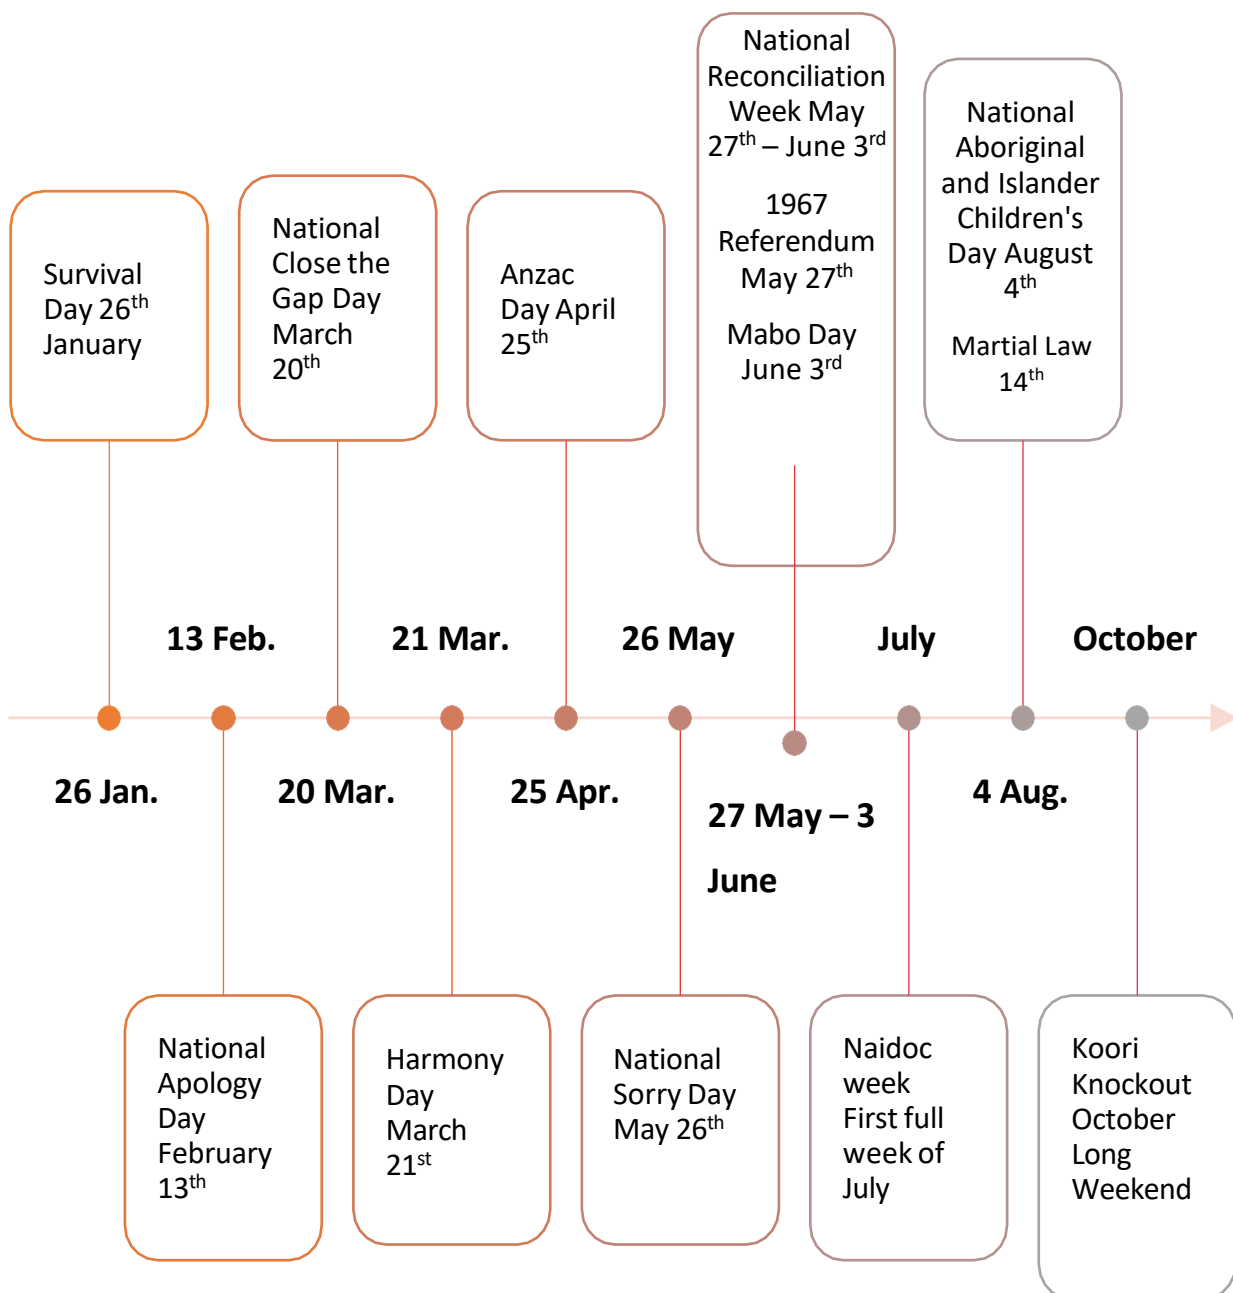 National
Reconciliation
Week May
27th – June 3rd
1967
Referendum
May 27th
Mabo Day
June 3rd
National
Aboriginal
and Islander
Children's
Day August
4th
Martial Law
14th
Survival
Day 26th
January
National
Close the
Gap Day
March
20th
Anzac
Day April
25th
13 Feb.
21 Mar.
26 May
July
October
26 Jan.
20 Mar.
25 Apr.
27 May – 3
June
4 Aug.
National
Apology
Day
February
13th
Harmony
Day
March
21st
National
Sorry Day
May 26th
Naidoc
week
First full
week of
July
Koori
Knockout
October
Long
Weekend